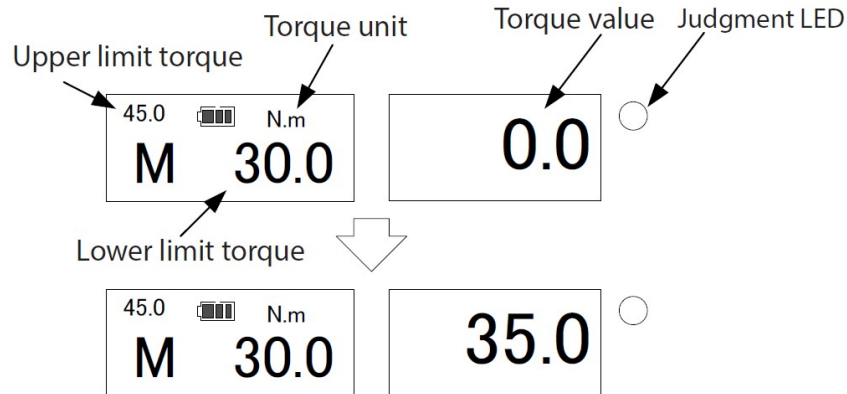 Upper limit torque
Torque unit
Torque value
Judgment LED
45.0
N.m
M 30.0
0.0
Lower limit torque
45.0
N.m
M 30.0
35.0